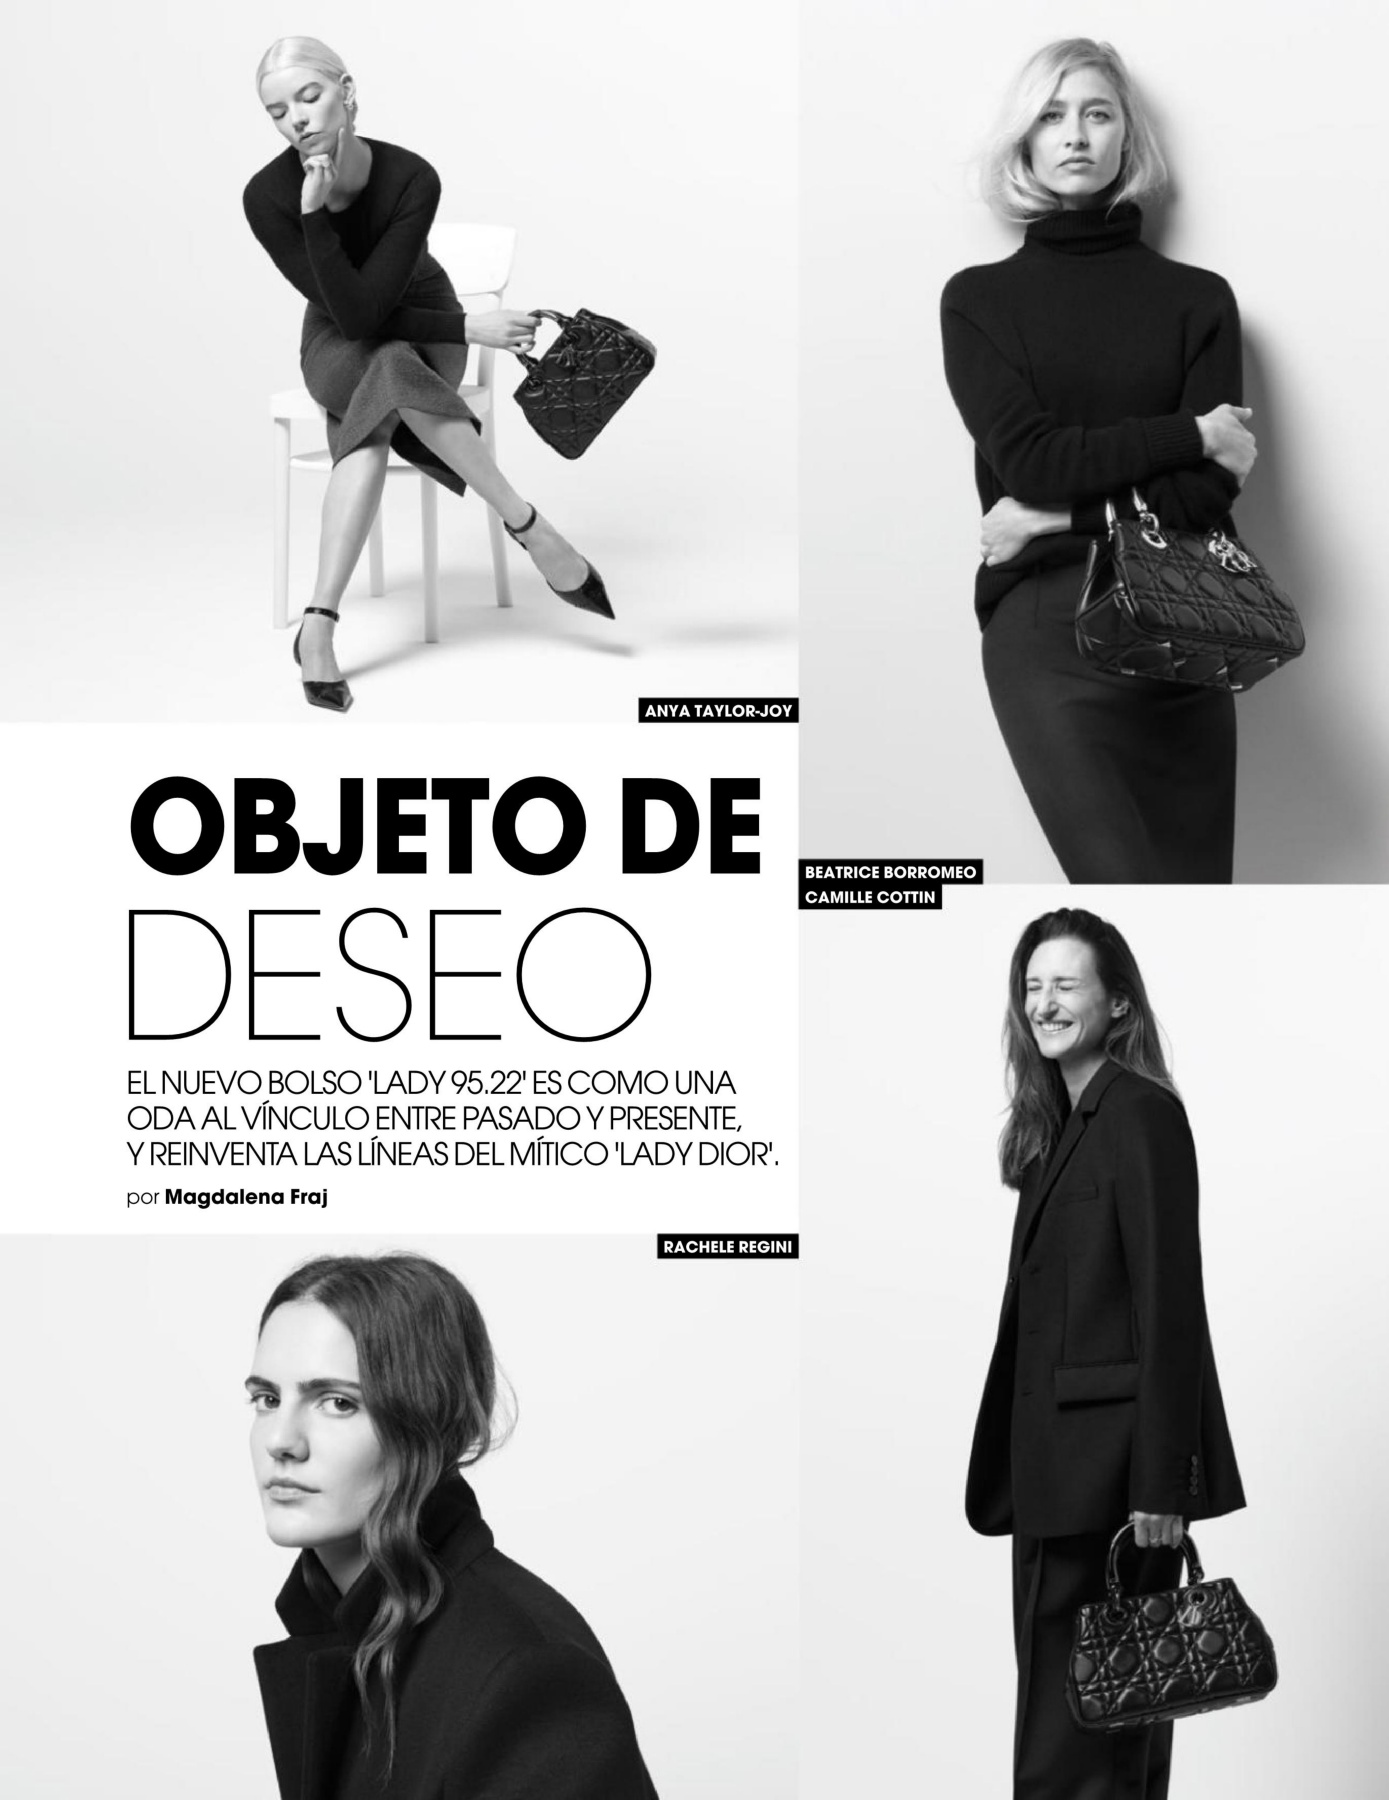 ANYA TAYLOR-JOY
OBJETO DE
DESEO
EL NUEVO BOLSO 'LADY 95.22' ES COMO UNA
ODA AL VÍNCULO ENTRE PASADO Y PRESENTE,
Y REINVENTA LAS LÍNEAS DEL MÍTICO 'LADY DIOR'.
por Magdalena Fraj
BEATRICE BORROMEO
CAMILLE COTTIN
RACHELE REGINI